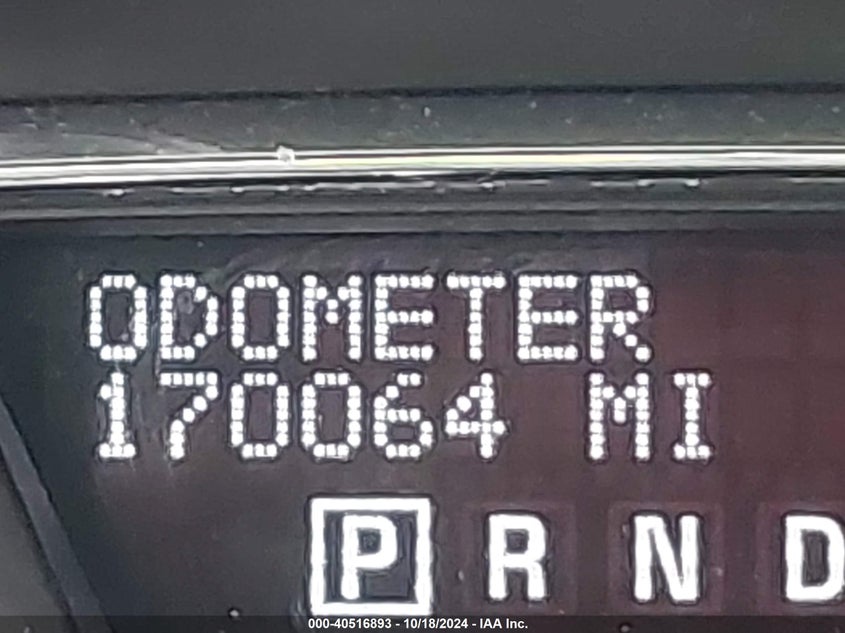 ODOMETER
170064 MI
P R N D
000-40516893 - 10/18/2024 - IAA Inc.